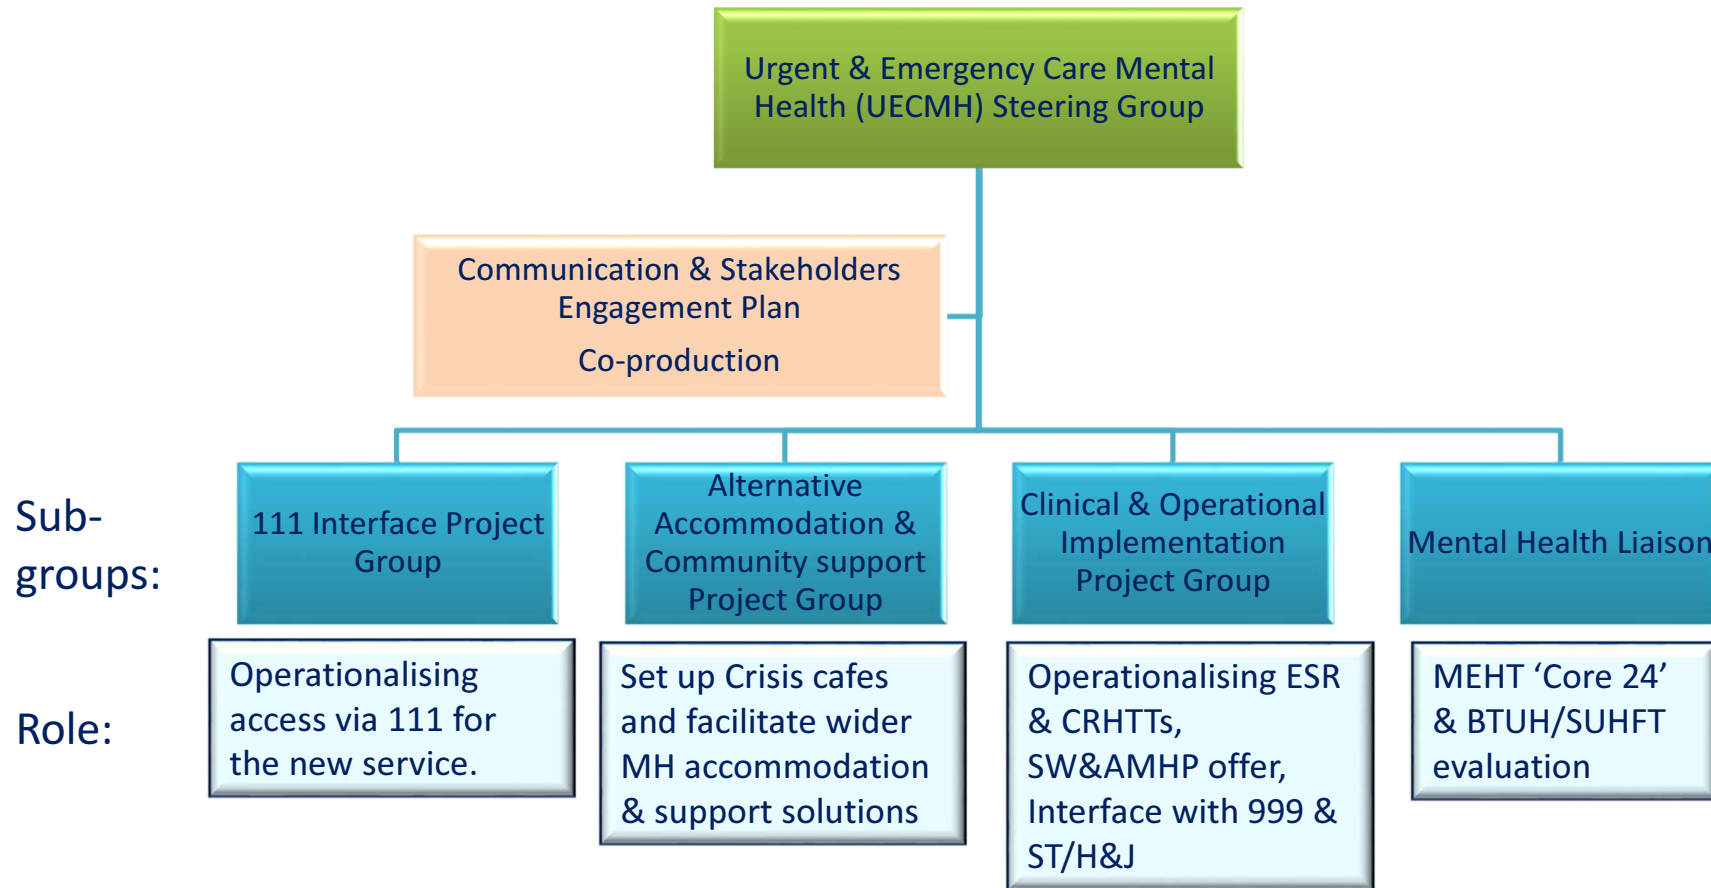 Urgent & Emergency Care Mental
Health (UECMH) Steering Group
Communication & Stakeholders
Engagement Plan
Co-production
Sub-
groups:
111 Interface Project
Group
Alternative
Accommodation &
Community support
Project Group
Clinical & Operational
Implementation
Project Group
Mental Health Liaison
Role:
Operationalising
access via 111 for
the new service.
Set up Crisis cafes
and facilitate wider
MH accommodation
& support solutions
Operationalising ESR
& CRHTTs,
SW&AMHP offer,
Interface with 999 &
ST/H&J
MEHT ‘Core 24’
& BTUH/SUHFT
evaluation